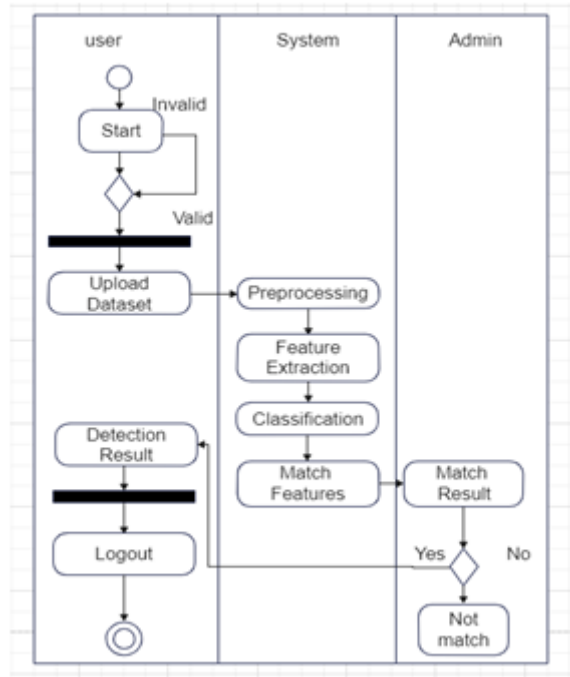 user
System
Admin
Invalid
Start
Valid
Upload
Dataset
Preprocessing
Feature
Extraction
Classification
Detection
Result
Match
Features
Match
Result
Logout
Yes
No
Not
match